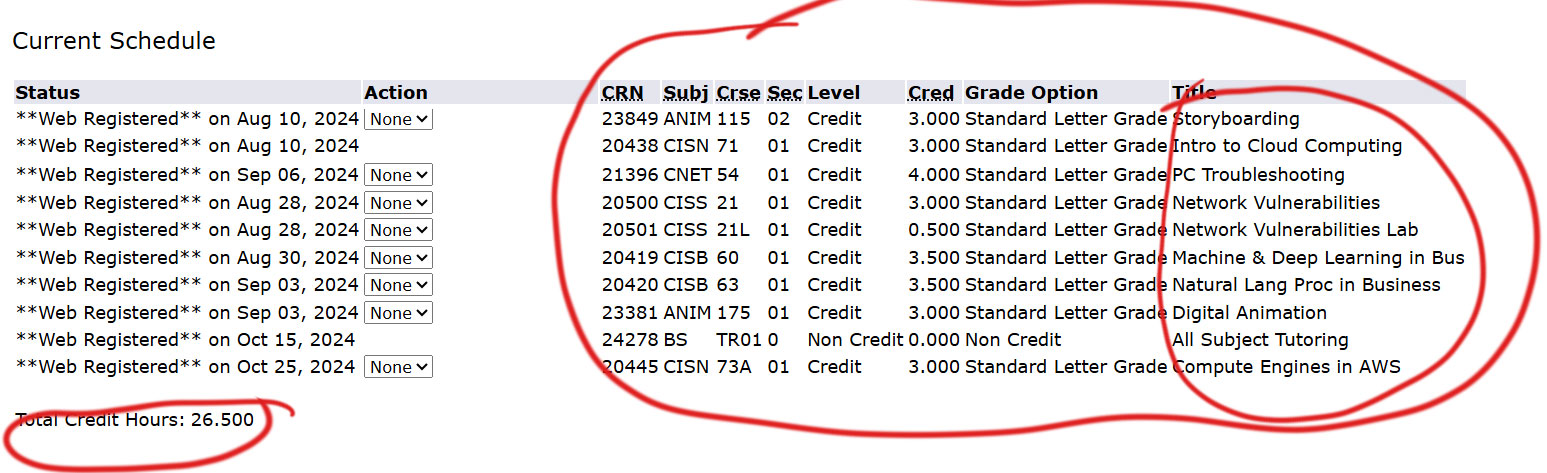 Current Schedule
Status Action CRN Subj Crse Sec Level Cred Grade Option Title
**Web Registered** on Aug 10, 2024 None 23849 ANIM 115 02 Credit 3.000 Standard Letter Grade Storyboarding
**Web Registered** on Aug 10, 2024 20438 CISN 71 01 Credit 3.000 Standard Letter Grade Intro to Cloud Computing
**Web Registered** on Sep 06, 2024 None 21396 CNET 54 01 Credit 4.000 Standard Letter Grade PC Troubleshooting
**Web Registered** on Aug 28, 2024 None 20500 CISS 21 01 Credit 3.000 Standard Letter Grade Network Vulnerabilities
**Web Registered** on Aug 28, 2024 None 20501 CISS 21L 01 Credit 0.500 Standard Letter Grade Network Vulnerabilities Lab
**Web Registered** on Aug 30, 2024 None 20419 CISB 60 01 Credit 3.500 Standard Letter Grade Machine & Deep Learning in Bus
**Web Registered** on Sep 03, 2024 None 20420 CISB 63 01 Credit 3.500 Standard Letter Grade Natural Lang Proc in Business
**Web Registered** on Sep 03, 2024 None 23381 ANIM 175 01 Credit 3.000 Standard Letter Grade Digital Animation
**Web Registered** on Oct 15, 2024 24278 BS TR01 0 Non Credit 0.000 Non Credit All Subject Tutoring
**Web Registered** on Oct 25, 2024 None 20445 CISN 73A 01 Credit 3.000 Standard Letter Grade Compute Engines in AWS
Total Credit Hours: 26.500